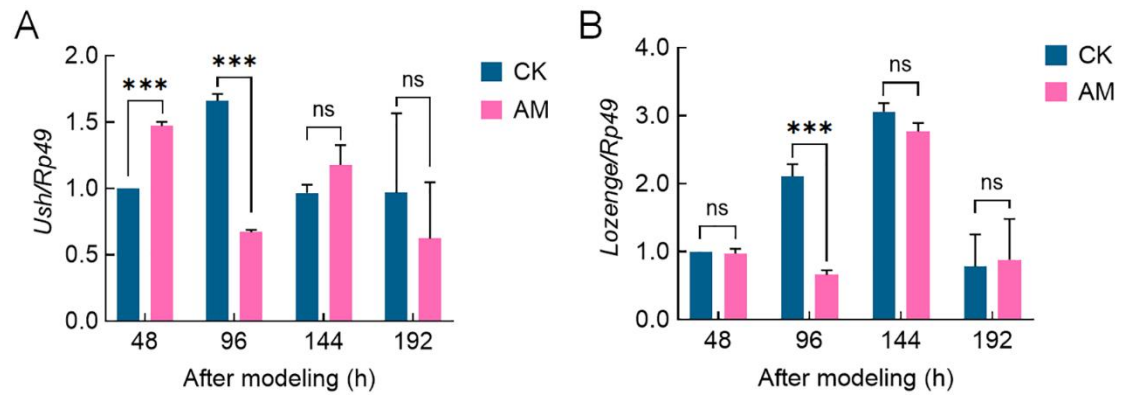 A
Ush/Rp49
2.0
1.5
1.0
0.5
0.0
***
***
ns
ns
48
96
144
192
After modeling (h)
CK
AM
B
Lozenge/Rp49
4.0
3.0
2.0
1.0
0.0
ns
***
ns
ns
48
96
144
192
After modeling (h)
CK
AM